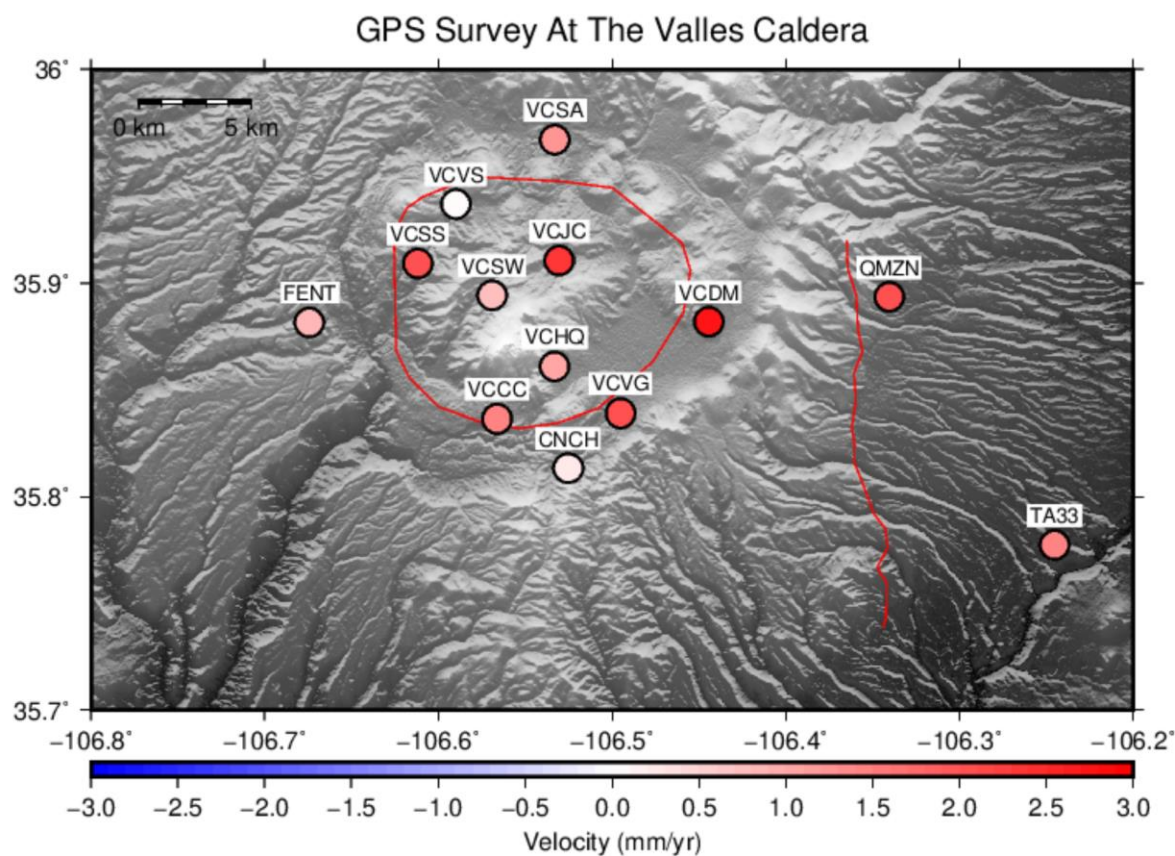 GPS Survey At The Valles Caldera
36˚
0 km 5 km
VCSA
VCVS
VCSS
VCJC
VCSW
35.9˚
FENT
VCDM
QMZN
VCHQ
VCCC
VCVG
CNCH
35.8˚
TA33
35.7˚
−106.8˚ −106.7˚ −106.6˚ −106.5˚ −106.4˚ −106.3˚ −106.2˚
−3.0 −2.5 −2.0 −1.5 −1.0 −0.5 0.0 0.5 1.0 1.5 2.0 2.5 3.0
Velocity (mm/yr)